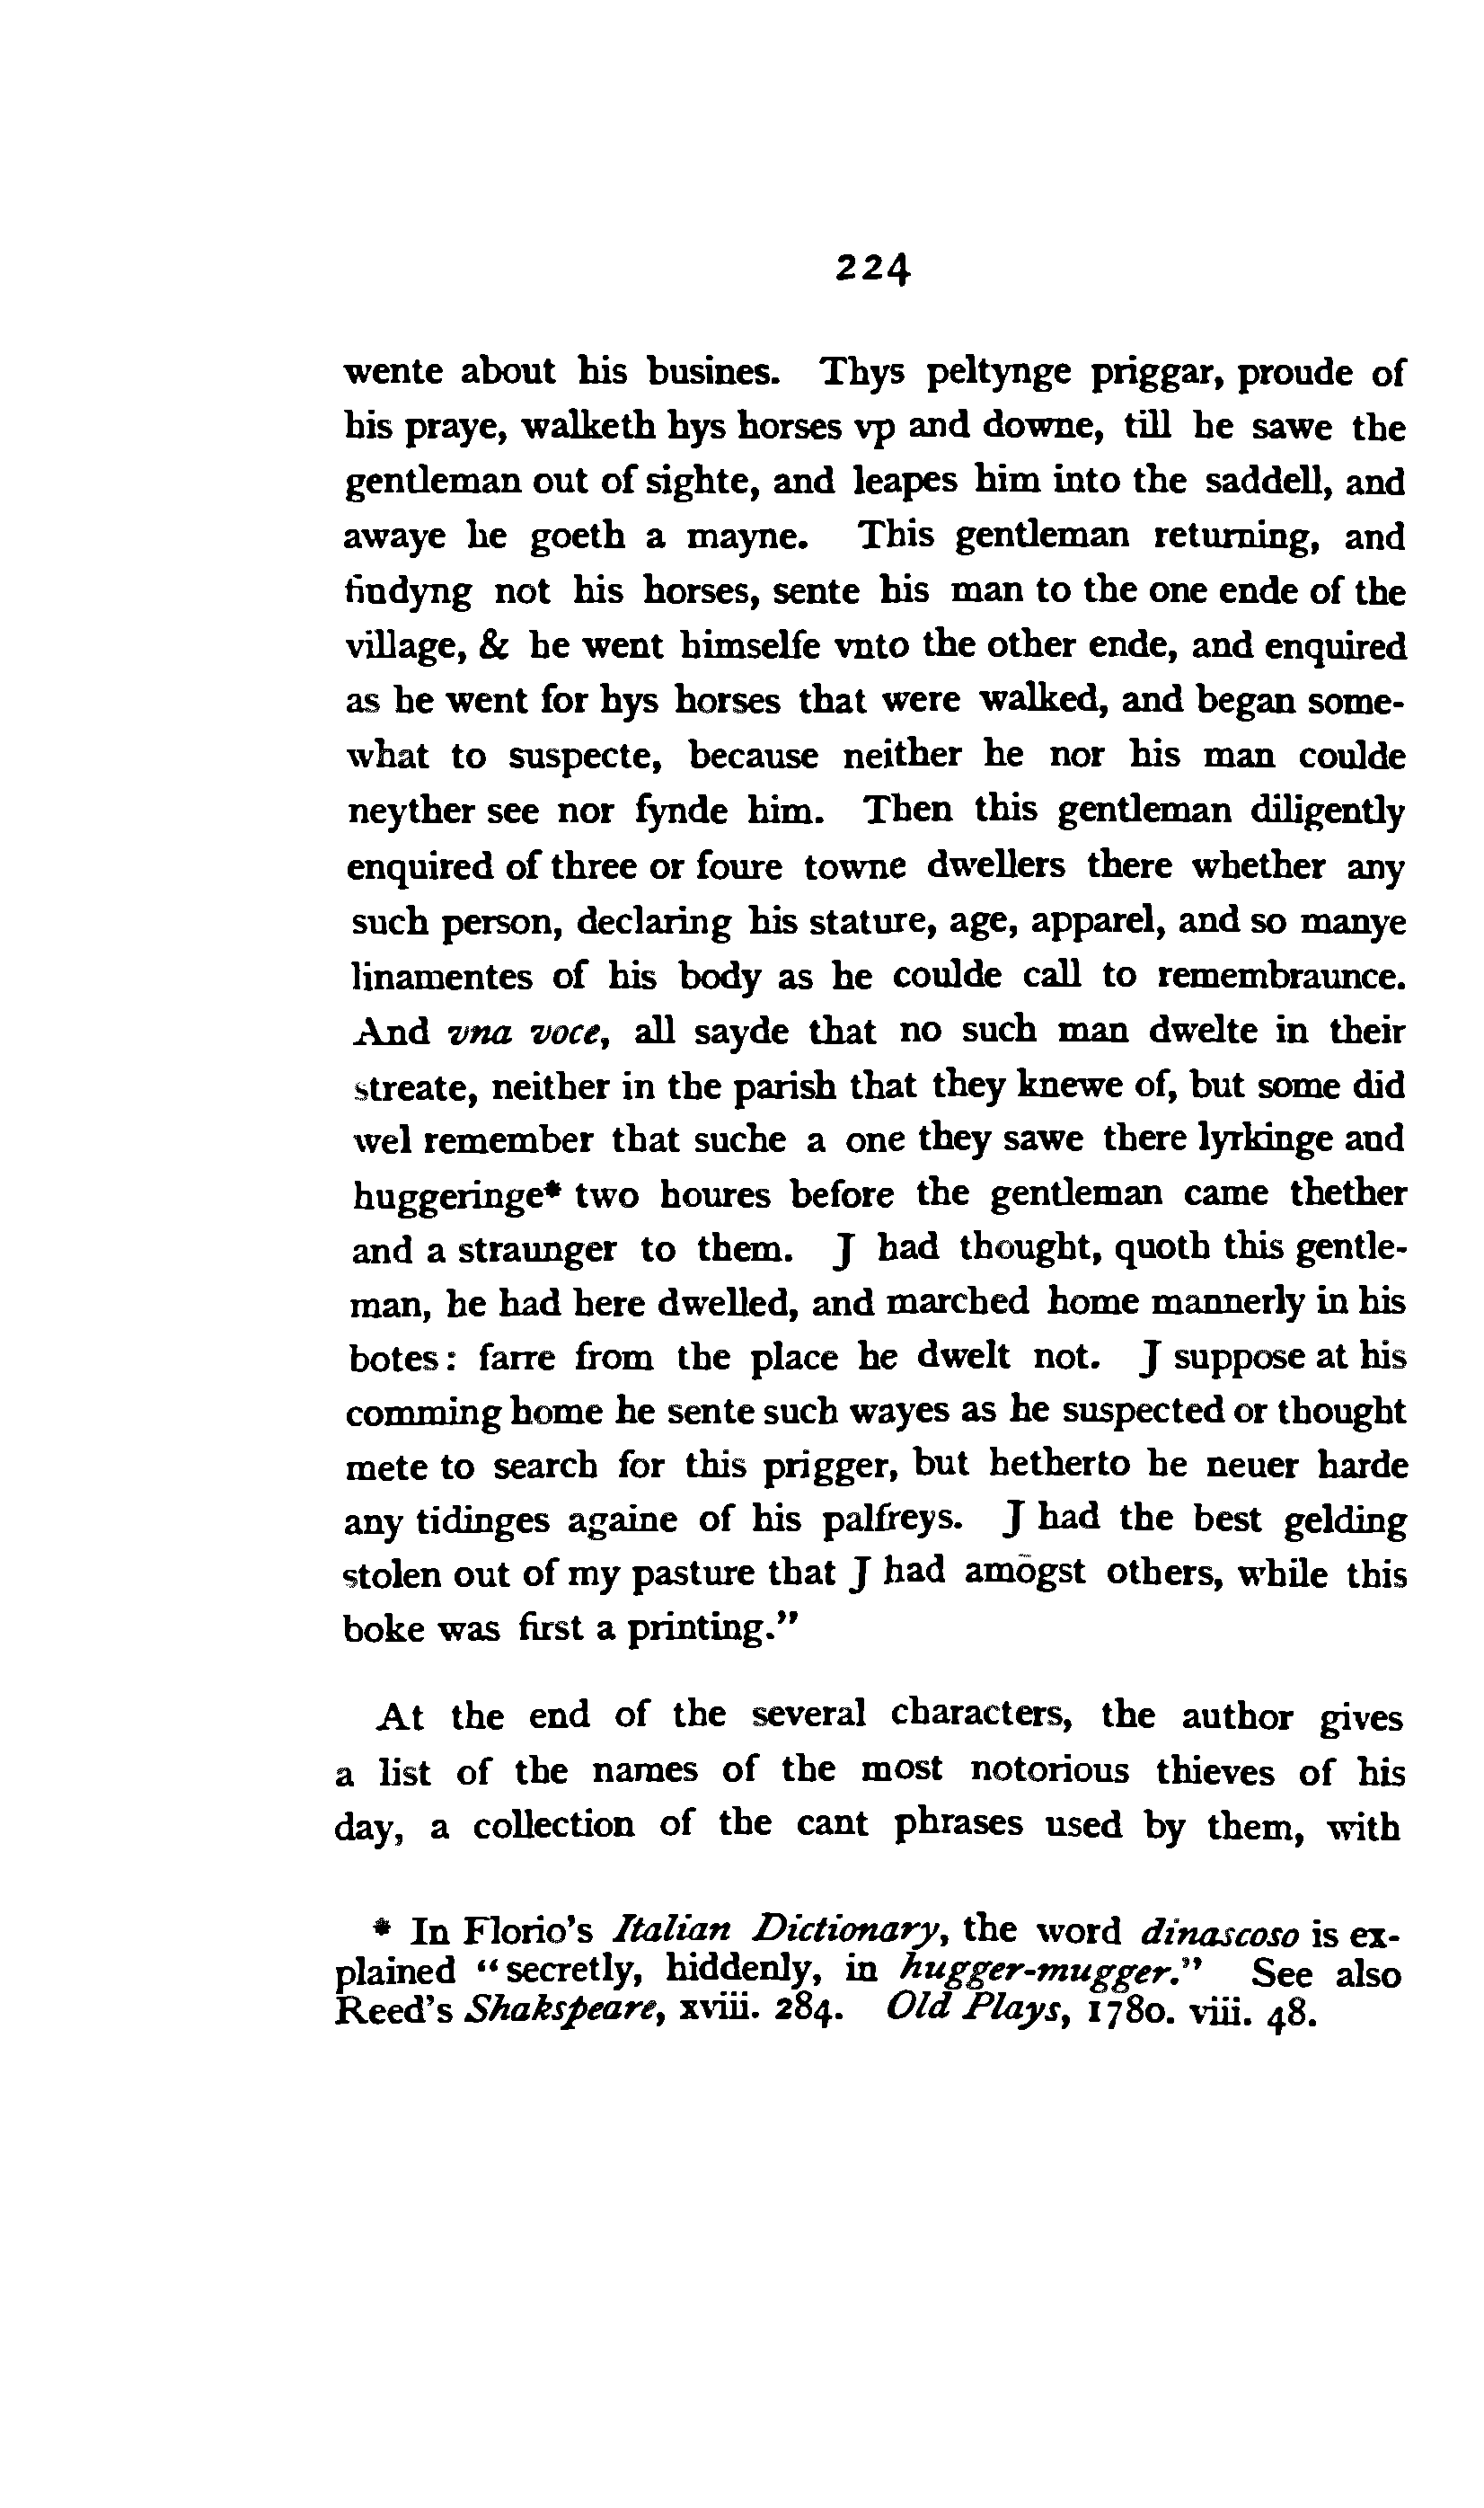 224
wente about his busines. Thys peltynge priggar, proude of
his praye, walketh hys horses vp and downe, till he sawe the
gentleman out of sighte, and leapes him into the saddell, and
awaye he goeth a mayne. This gentleman returning, and
findyng not his horses, sente his man to the one ende of the
village, & he went himselfe vnto the other ende, and enquired
as he went for hys horses that were walked, and began some-
what to suspecte, because neither he nor his man coulde
neyther see nor fynde him. Then this gentleman diligently
enquired of three or foure towne dwellers there whether any
such person, declaring his stature, age, apparel, and so manye
linamentes of his body as he coulde call to remembraunce.
And vna voce, all sayde that no such man dwelte in their
streate, neither in the parish that they knewe of, but some did
wel remember that suche a one they sawe there lyrkinge and
huggeringe* two houres before the gentleman came thether
and a straunger to them. J had thought, quoth this gentle-
man, he had here dwelled, and marched home mannerly in his
botes: farre from the place he dwelt not. J suppose at his
comming home he sente such wayes as he suspected or thought
mete to search for this prigger, but hetherto he neuer harde
any tidinges againe of his palfreys. J had the best gelding
stolen out of my pasture that J had amōgst others, while this
boke was first a printing."
At the end of the several characters, the author gives
a list of the names of the most notorious thieves of his
day, a collection of the cant phrases used by them, with
* In Florio's Italian Dictionary, the word dinascoso is ex-
plained "secretly, hiddenly, in hugger-mugger." See also
Reed's Shakspeare, xviii. 284. Old Plays, 1780. viii. 48.